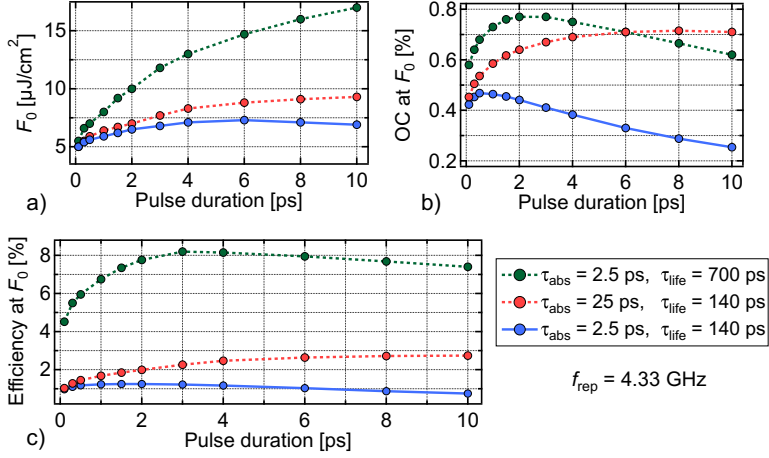 F₀ [µJ/cm²]
15
10
5
0 2 4 6 8 10
Pulse duration [ps]
a)
OC at F₀ [%]
0.8
0.6
0.4
0.2
0 2 4 6 8 10
Pulse duration [ps]
b)
Efficiency at F₀ [%]
8
6
4
2
0 2 4 6 8 10
Pulse duration [ps]
c)
τabs = 2.5 ps, τlife = 700 ps
τabs = 25 ps, τlife = 140 ps
τabs = 2.5 ps, τlife = 140 ps
frep = 4.33 GHz